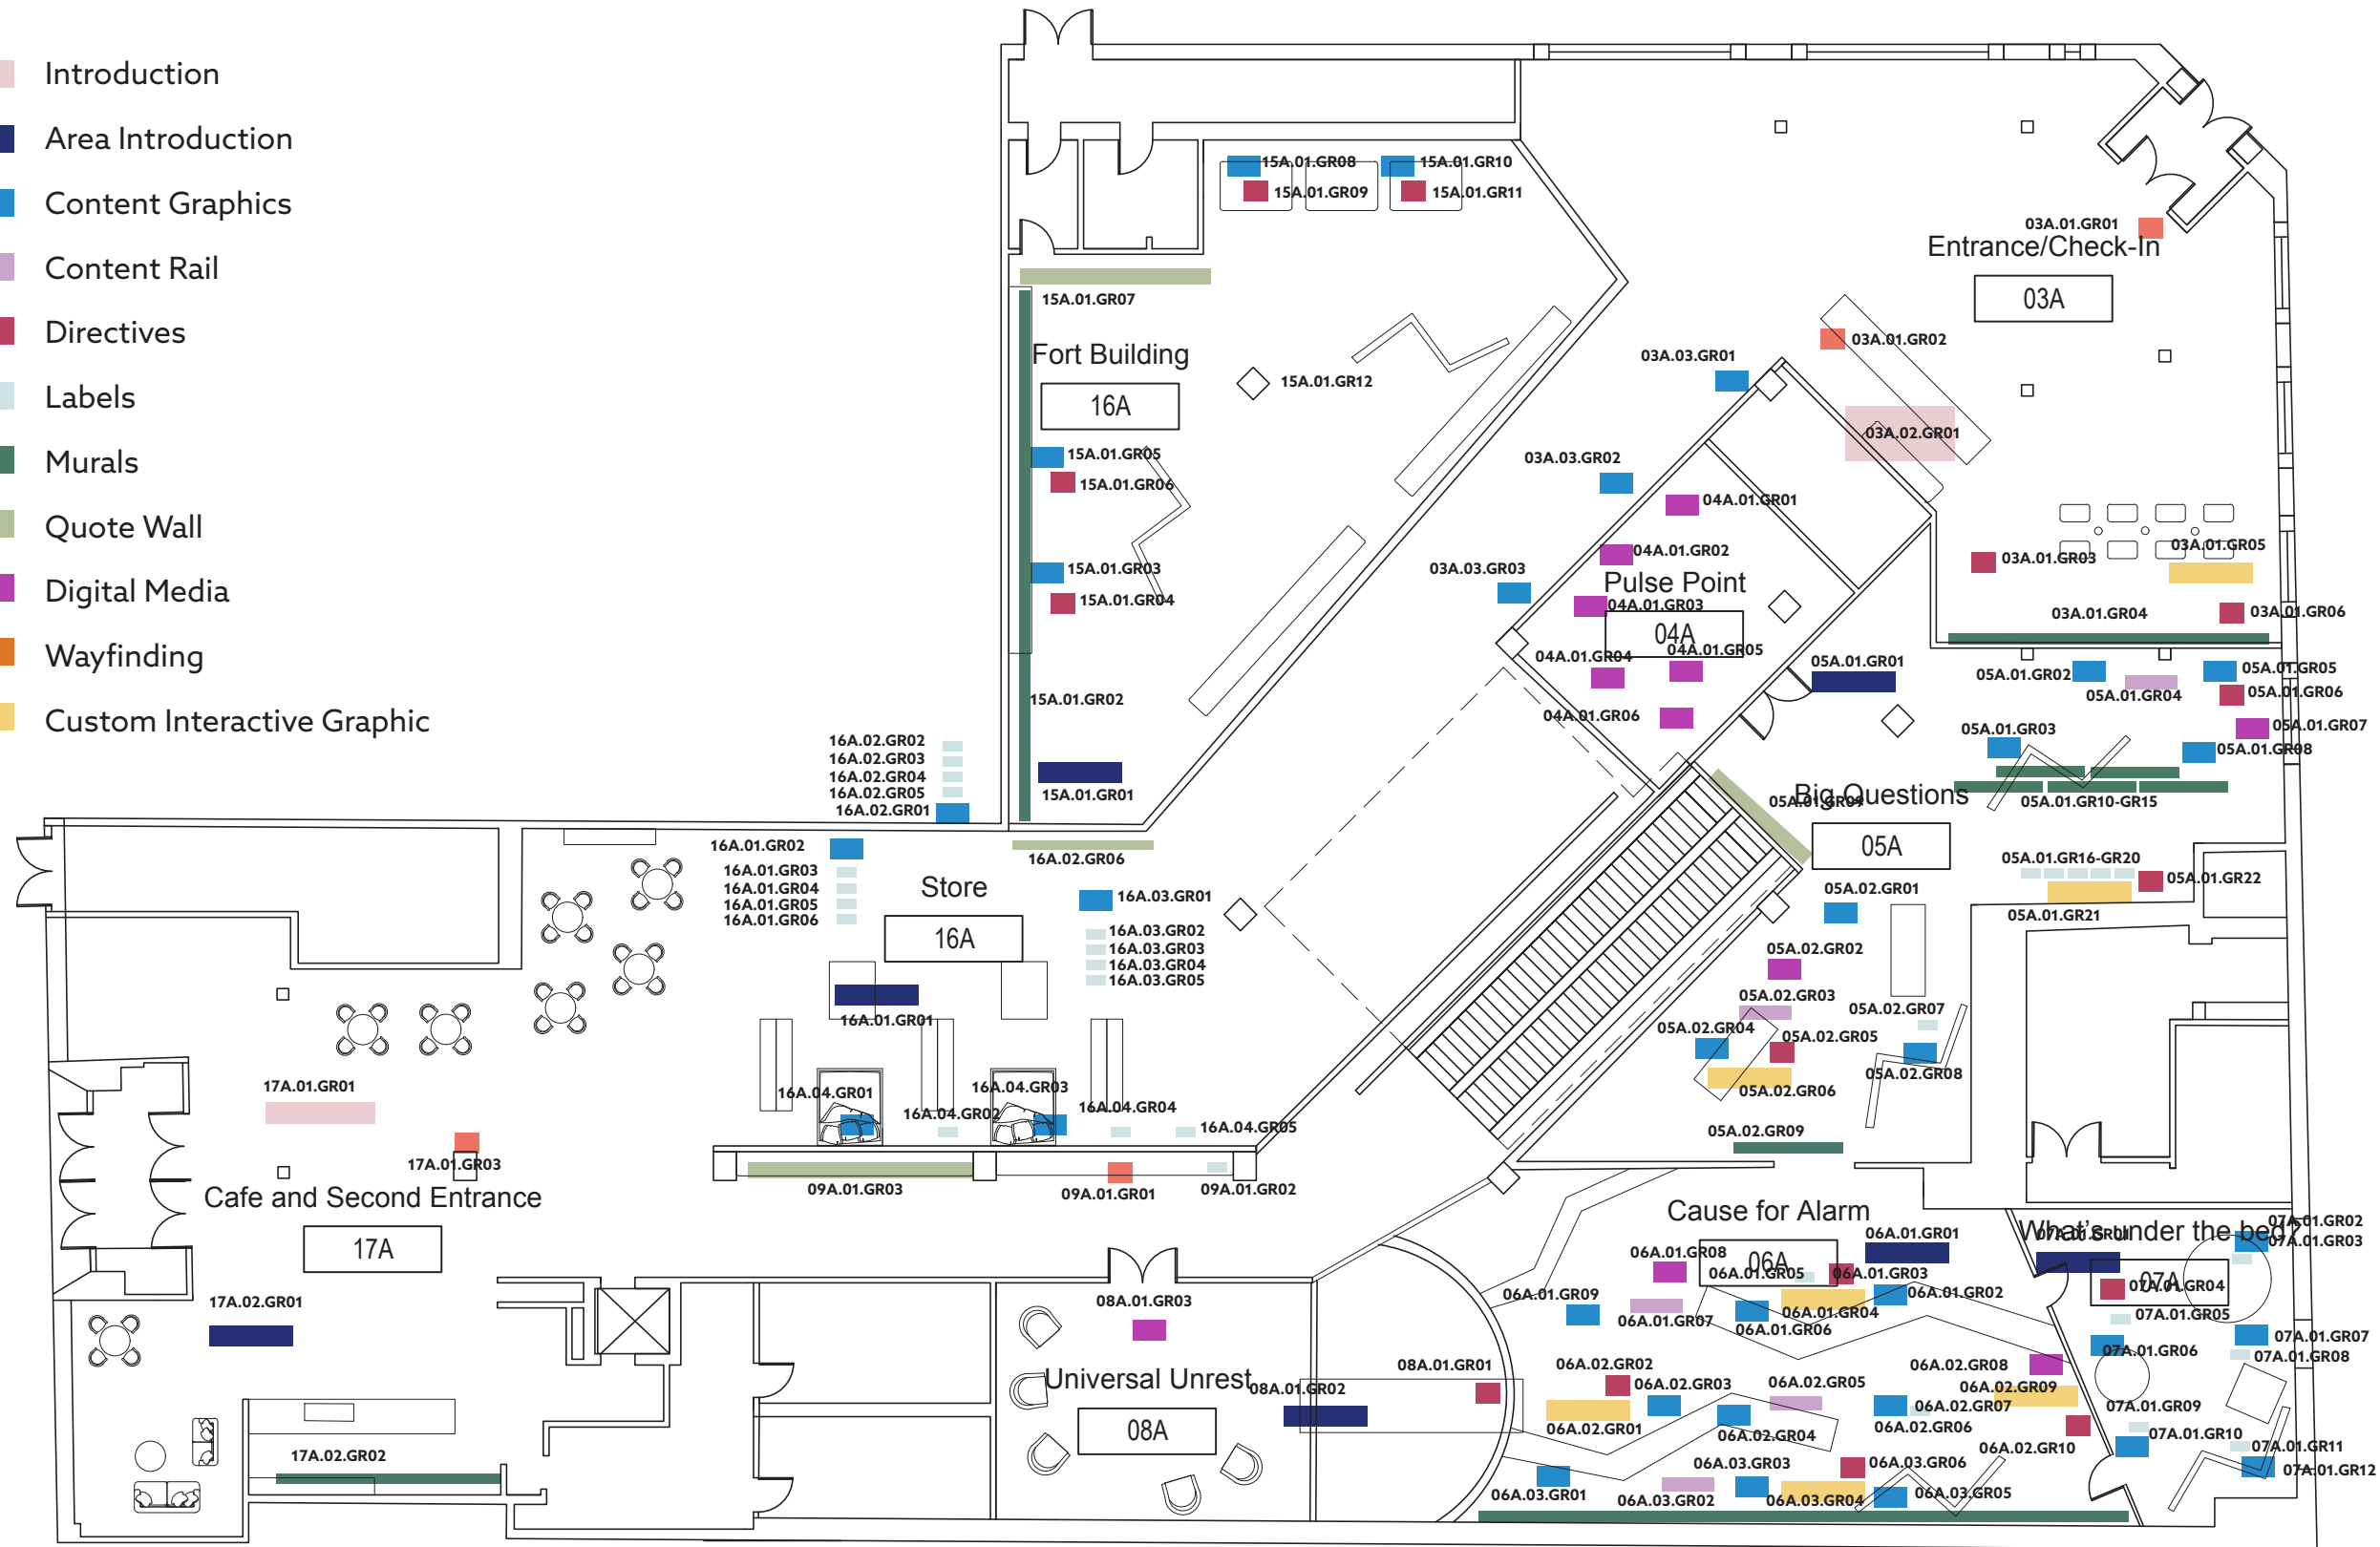 Introduction
Area Introduction
Content Graphics
Content Rail
Directives
Labels
Murals
Quote Wall
Digital Media
Wayfinding
Custom Interactive Graphic
15A.01.GR08
15A.01.GR10
15A.01.GR09
15A.01.GR11
15A.01.GR07
Fort Building
16A
15A.01.GR12
15A.01.GR05
15A.01.GR06
15A.01.GR03
15A.01.GR04
15A.01.GR02
15A.01.GR01
03A.01.GR01
Entrance/Check-In
03A
03A.01.GR02
03A.02.GR01
03A.03.GR01
03A.03.GR02
03A.03.GR03
03A.01.GR03
03A.01.GR05
03A.01.GR04
03A.01.GR06
04A.01.GR01
04A.01.GR02
Pulse Point
04A.01.GR03
04A
04A.01.GR04
04A.01.GR05
04A.01.GR06
05A.01.GR01
05A.01.GR02
05A.01.GR05
05A.01.GR04
05A.01.GR06
05A.01.GR03
05A.01.GR07
05A.01.GR08
Big Questions
05A.01.GR09
05A.01.GR10-GR15
05A
05A.01.GR16-GR20
05A.01.GR22
05A.01.GR21
05A.02.GR01
05A.02.GR02
05A.02.GR03
05A.02.GR07
05A.02.GR04
05A.02.GR05
05A.02.GR08
05A.02.GR06
05A.02.GR09
16A.02.GR02
16A.02.GR03
16A.02.GR04
16A.02.GR05
16A.02.GR01
16A.01.GR02
16A.02.GR06
16A.01.GR03
16A.01.GR04
16A.01.GR05
16A.01.GR06
Store
16A
16A.03.GR01
16A.03.GR02
16A.03.GR03
16A.03.GR04
16A.03.GR05
16A.01.GR01
16A.04.GR01
16A.04.GR03
16A.04.GR02
16A.04.GR04
16A.04.GR05
09A.01.GR03
09A.01.GR01
09A.01.GR02
17A.01.GR01
17A.01.GR03
Cafe and Second Entrance
17A
17A.02.GR01
17A.02.GR02
08A.01.GR03
Universal Unrest
08A
08A.01.GR02
08A.01.GR01
Cause for Alarm
06A
06A.01.GR01
06A.01.GR08
06A.01.GR05
06A.01.GR03
06A.01.GR09
06A.01.GR02
06A.01.GR07
06A.01.GR04
06A.01.GR06
06A.02.GR02
06A.02.GR08
06A.02.GR03
06A.02.GR05
06A.02.GR09
06A.02.GR07
06A.02.GR01
06A.02.GR04
06A.02.GR06
06A.02.GR10
06A.03.GR03
06A.03.GR06
06A.03.GR01
06A.03.GR02
06A.03.GR04
06A.03.GR05
What's under the bed?
07A
07A.01.GR01
07A.01.GR02
07A.01.GR03
07A.01.GR04
07A.01.GR05
07A.01.GR07
07A.01.GR06
07A.01.GR08
07A.01.GR09
07A.01.GR10
07A.01.GR11
07A.01.GR12